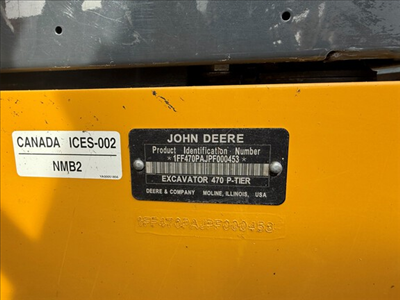 CANADA ICES-002
NMB2
JOHN DEERE
Product Identification Number
*1FF470PAJPF000453*
EXCAVATOR 470 P-TIER
DEERE & COMPANY MOLINE, ILLINOIS, USA